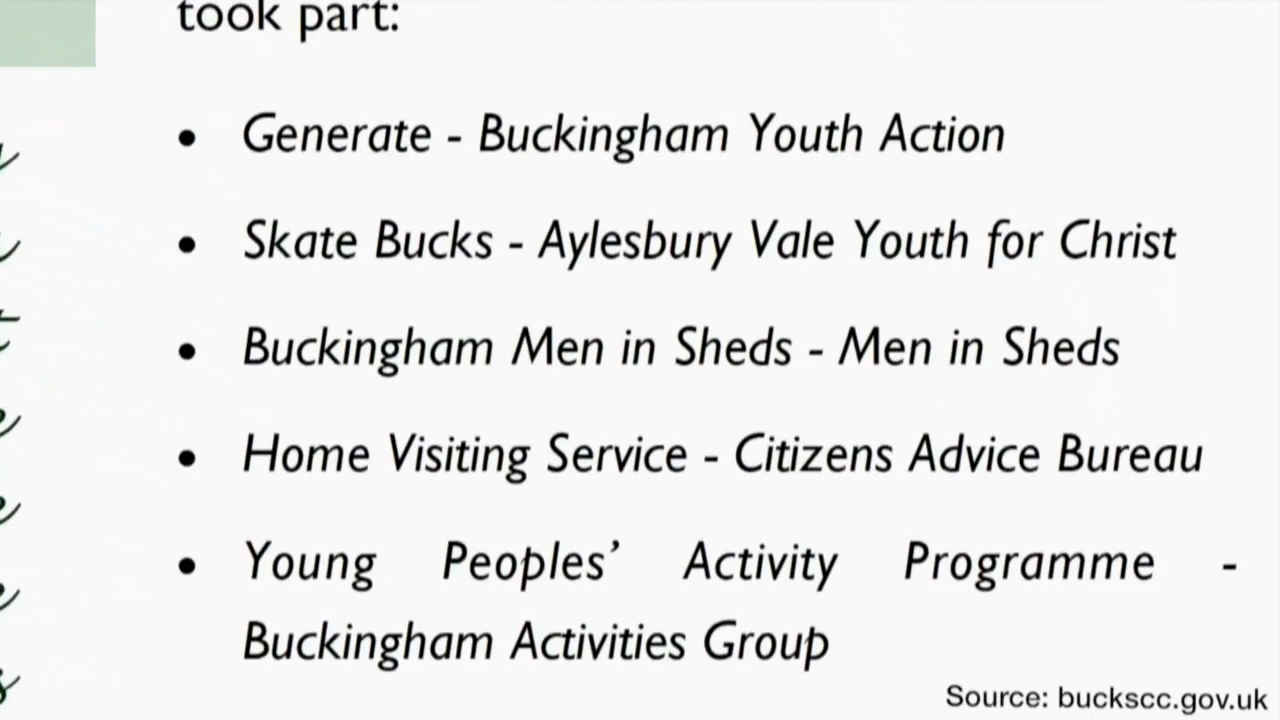 took part:
• Generate - Buckingham Youth Action
• Skate Bucks - Aylesbury Vale Youth for Christ
• Buckingham Men in Sheds - Men in Sheds
• Home Visiting Service - Citizens Advice Bureau
• Young Peoples’ Activity Programme -
Buckingham Activities Group
Source: buckscc.gov.uk